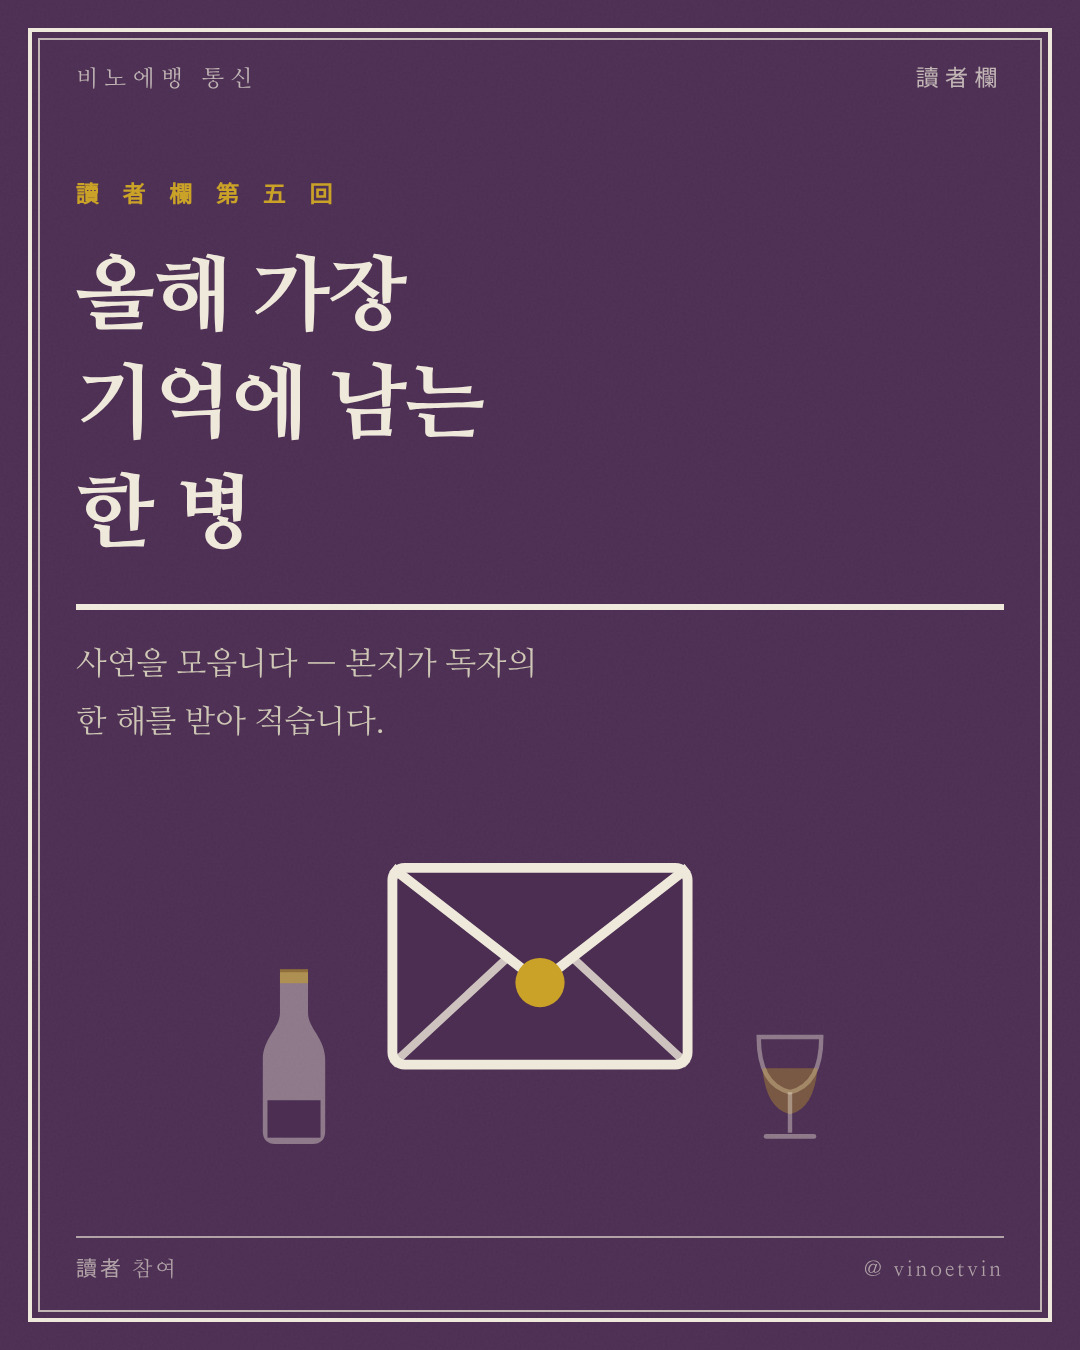 비노에뱅 통신
讀者欄
讀者欄第五回
올해 가장
기억에 남는
한 병
사연을 모읍니다 — 본지가 독자의
한 해를 받아 적습니다.
讀者 참여
@ vinoetvin